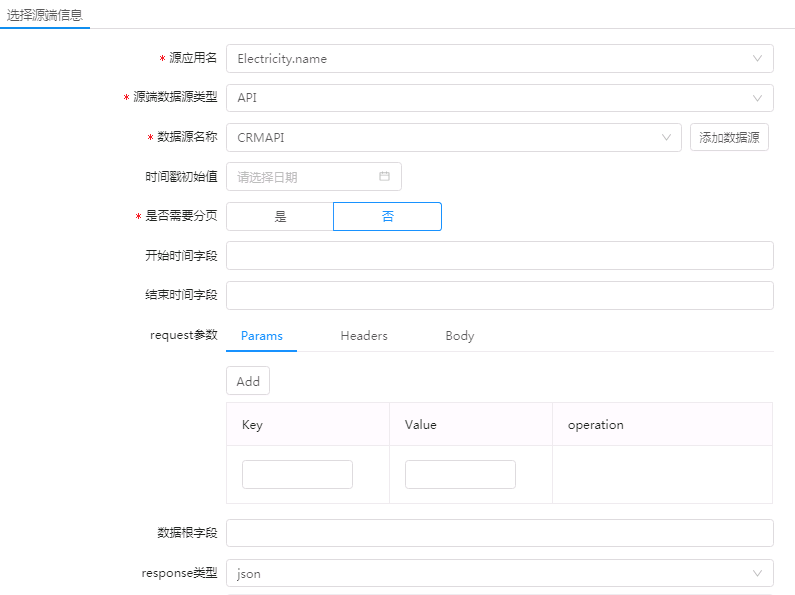 选择源端信息
* 源应用名 Electricity.name
* 源端数据源类型 API
* 数据源名称 CRMAPI 添加数据源
时间戳初始值 请选择日期
* 是否需要分页 是 否
开始时间字段
结束时间字段
request参数 Params Headers Body
Add
Key Value operation
数据根字段
response类型 json